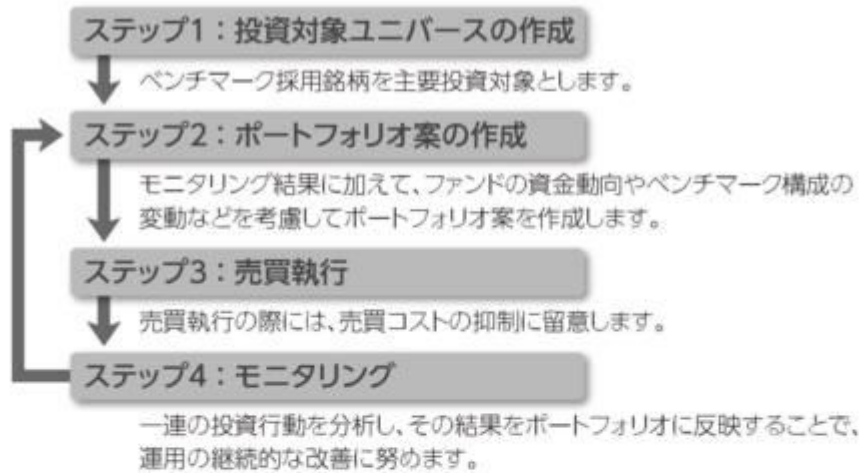 ステップ1：投資対象ユニバースの作成
ベンチマーク採用銘柄を主要投資対象とします。
ステップ2：ポートフォリオ案の作成
モニタリング結果に加えて、ファンドの資金動向やベンチマーク構成の
変動などを考慮してポートフォリオ案を作成します。
ステップ3：売買執行
売買執行の際には、売買コストの抑制に留意します。
ステップ4：モニタリング
一連の投資行動を分析し、その結果をポートフォリオに反映することで、
運用の継続的な改善に努めます。